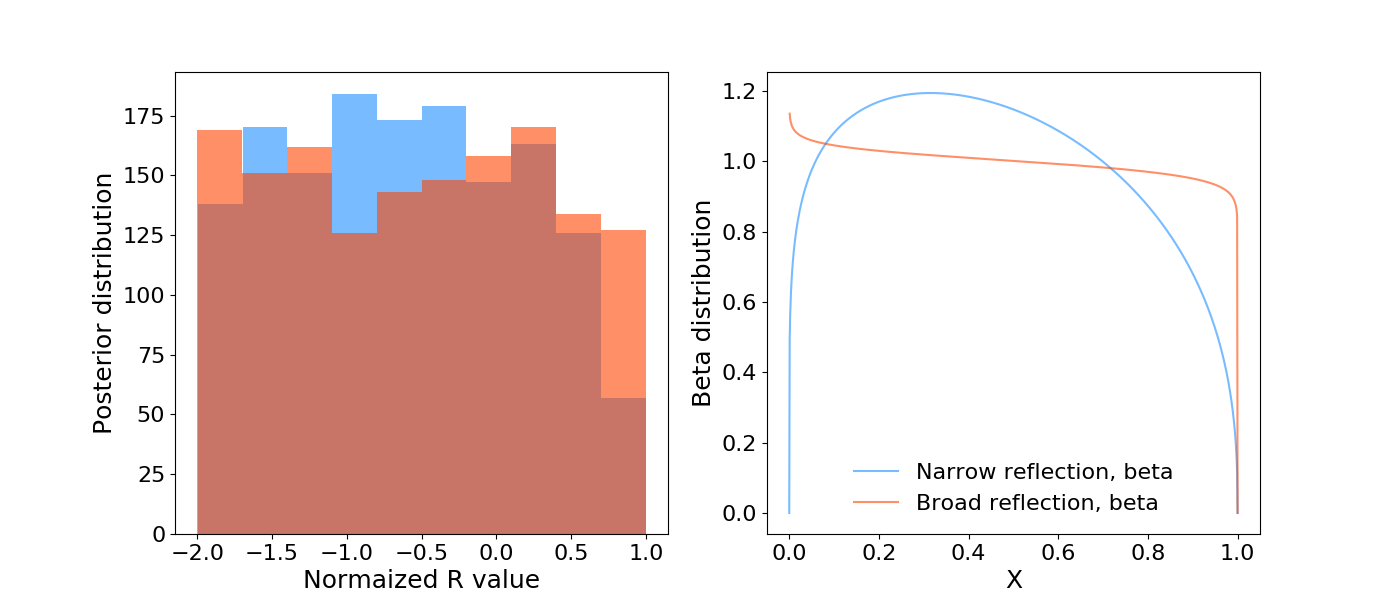 Posterior distribution
175
150
125
100
75
50
25
0
−2.0 −1.5 −1.0 −0.5 0.0 0.5 1.0
Normaized R value
Beta distribution
1.2
1.0
0.8
0.6
0.4
0.2
0.0
Narrow reflection, beta
Broad reflection, beta
0.0 0.2 0.4 0.6 0.8 1.0
X